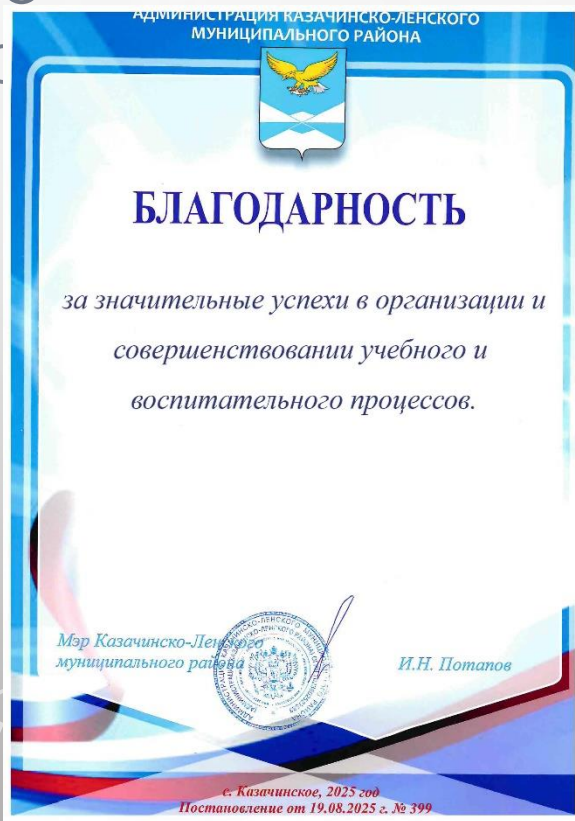 АДМИНИСТРАЦИЯ КАЗАЧИНСКО-ЛЕНСКОГО
МУНИЦИПАЛЬНОГО РАЙОНА
БЛАГОДАРНОСТЬ
за значительные успехи в организации и
совершенствовании учебного и
воспитательного процессов.
Мэр Казачинско-Ленского
муниципального района
И.Н. Потапов
с. Казачинское, 2025 год
Постановление от 19.08.2025 г. № 399